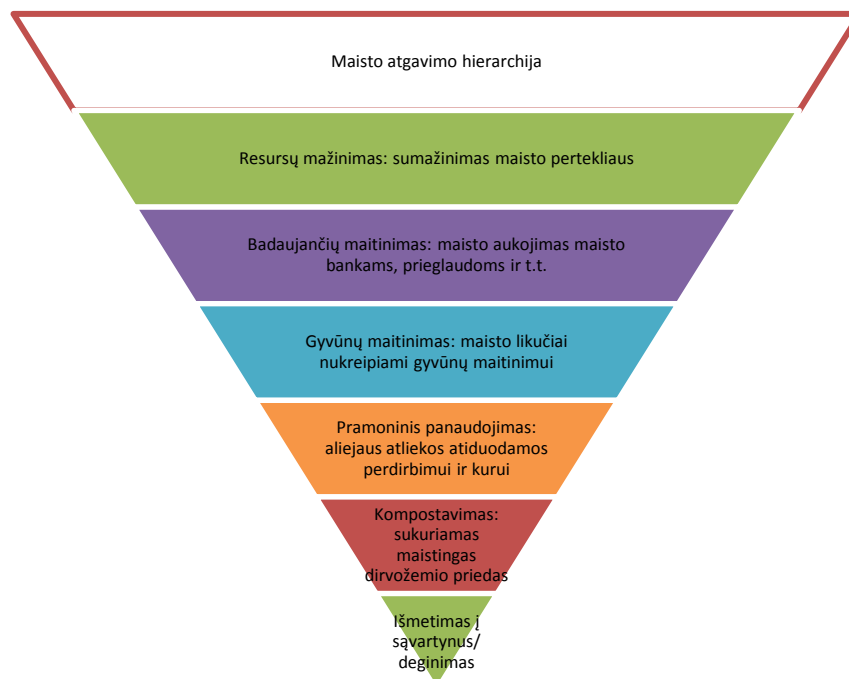 Maisto atgavimo hierarchija
Resursų mažinimas: sumažinimas maisto pertekliaus
Badaujančių maitinimas: maisto aukojimas maisto
bankams, prieglaudoms ir t.t.
Gyvūnų maitinimas: maisto likučiai
nukreipiami gyvūnų maitinimui
Pramoninis panaudojimas:
aliejaus atliekos atiduodamos
perdirbimui ir kurui
Kompostavimas:
sukuriamas
maistingas
dirvožemio priedas
Išmetimas į
sąvartynus/
deginimas